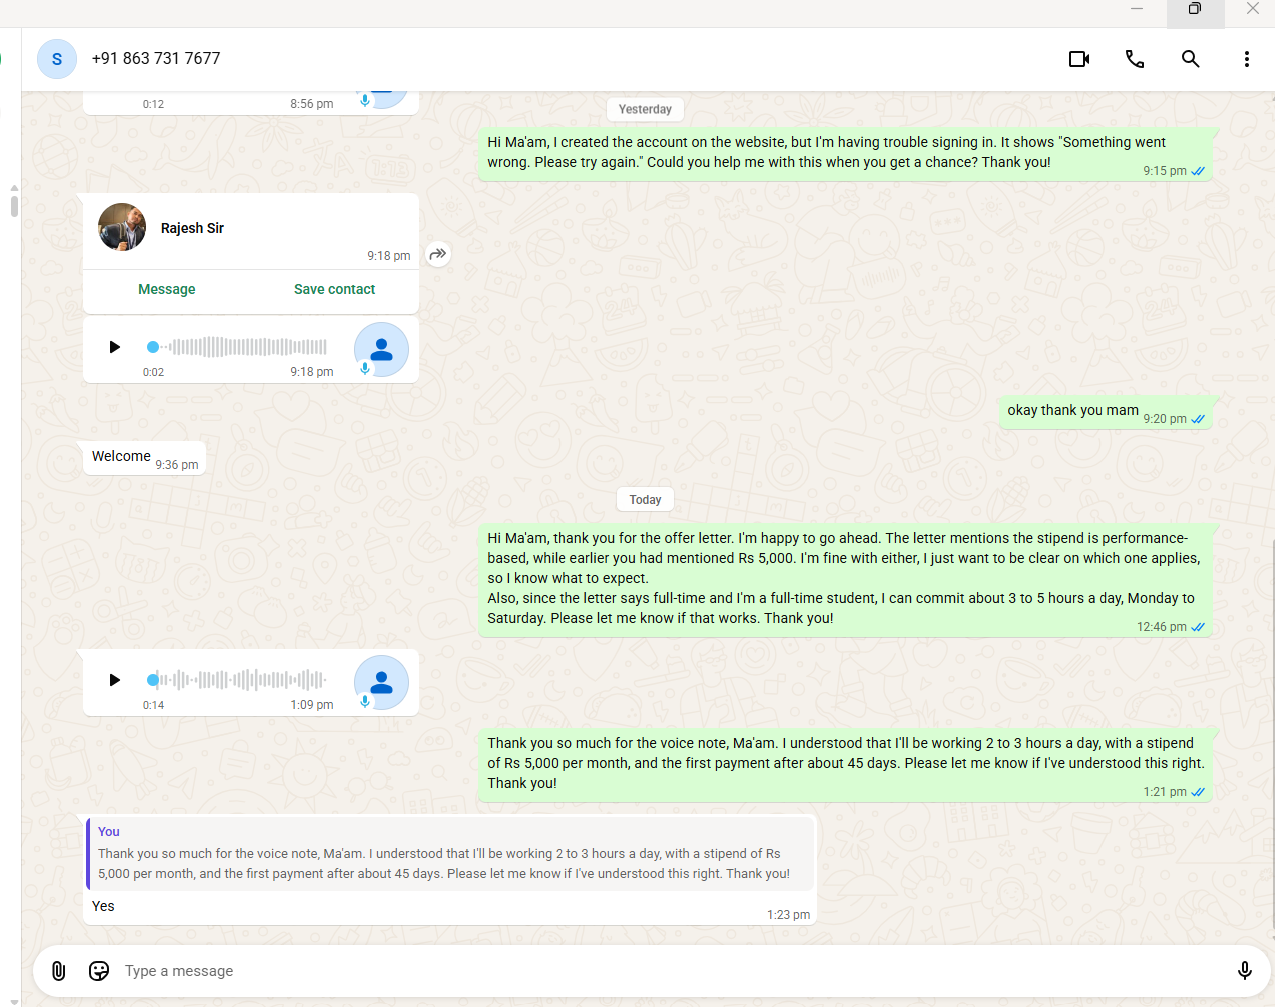 S
+91 863 731 7677
0:12
8:56 pm
Yesterday
Hi Ma'am, I created the account on the website, but I'm having trouble signing in. It shows "Something went
wrong. Please try again." Could you help me with this when you get a chance? Thank you!
9:15 pm
Rajesh Sir
9:18 pm
Message
Save contact
0:02
9:18 pm
okay thank you mam
9:20 pm
Welcome
9:36 pm
Today
Hi Ma'am, thank you for the offer letter. I'm happy to go ahead. The letter mentions the stipend is performance-
based, while earlier you had mentioned Rs 5,000. I'm fine with either, I just want to be clear on which one applies,
so I know what to expect.
Also, since the letter says full-time and I'm a full-time student, I can commit about 3 to 5 hours a day, Monday to
Saturday. Please let me know if that works. Thank you!
12:46 pm
0:14
1:09 pm
Thank you so much for the voice note, Ma'am. I understood that I'll be working 2 to 3 hours a day, with a stipend
of Rs 5,000 per month, and the first payment after about 45 days. Please let me know if I've understood this right.
Thank you!
1:21 pm
You
Thank you so much for the voice note, Ma'am. I understood that I'll be working 2 to 3 hours a day, with a stipend of Rs
5,000 per month, and the first payment after about 45 days. Please let me know if I've understood this right. Thank you!
Yes
1:23 pm
Type a message